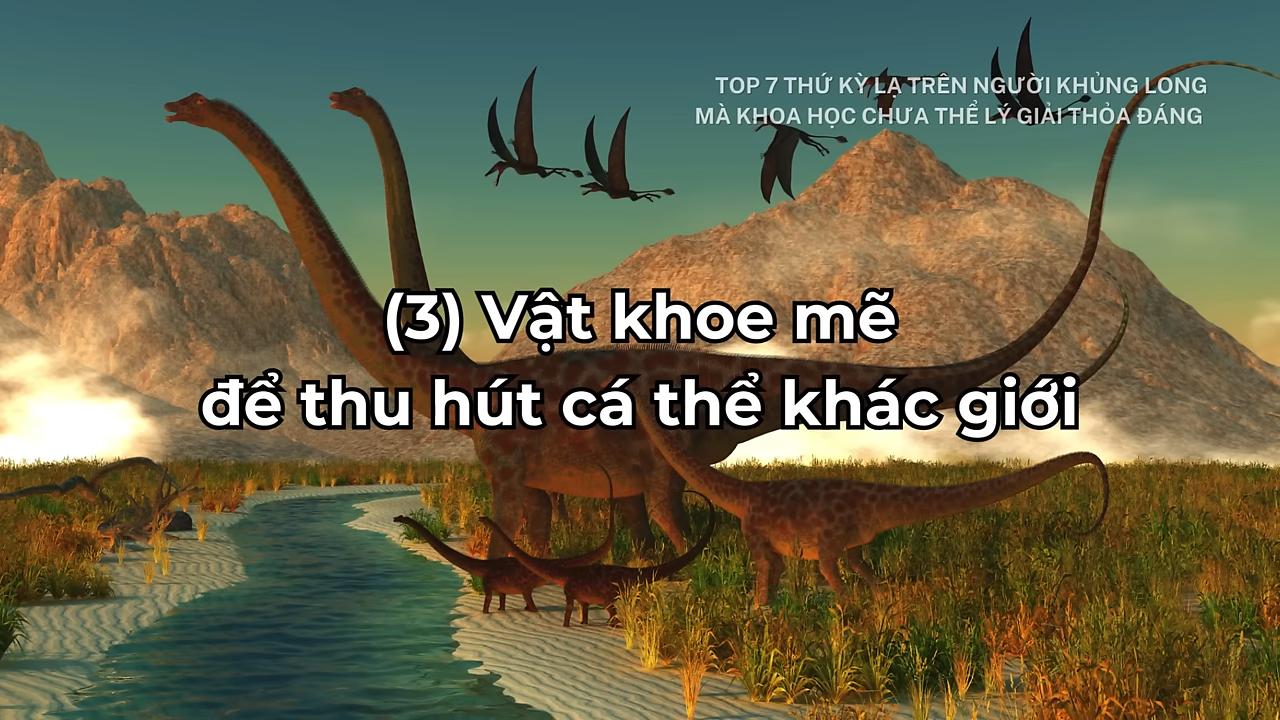 TOP 7 THỨ KỲ LẠ TRÊN NGƯỜI KHỦNG LONG
MÀ KHOA HỌC CHƯA THỂ LÝ GIẢI THỎA ĐÁNG
(3) Vật khoe mẽ
để thu hút cá thể khác giới